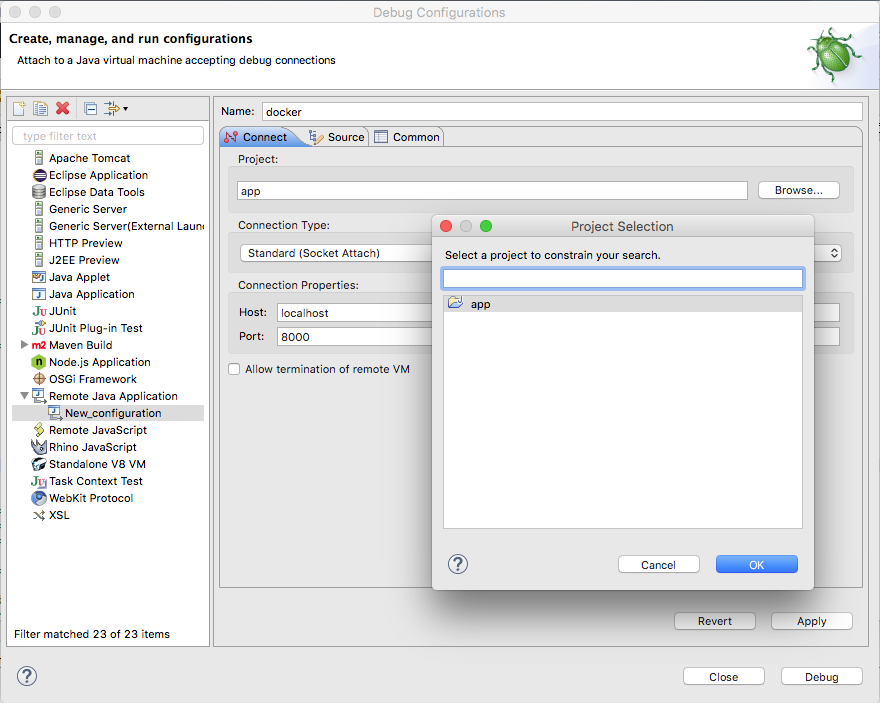 Debug Configurations
Create, manage, and run configurations
Attach to a Java virtual machine accepting debug connections
type filter text
Apache Tomcat
Eclipse Application
Eclipse Data Tools
Generic Server
Generic Server(External Laun
HTTP Preview
J2EE Preview
Java Applet
Java Application
JUnit
JUnit Plug-in Test
Maven Build
Node.js Application
OSGi Framework
Remote Java Application
New_configuration
Remote JavaScript
Rhino JavaScript
Standalone V8 VM
Task Context Test
WebKit Protocol
XSL
Filter matched 23 of 23 items
Name: docker
Connect Source Common
Project:
app Browse...
Connection Type:
Standard (Socket Attach)
Connection Properties:
Host: localhost
Port: 8000
Allow termination of remote VM
Project Selection
Select a project to constrain your search.
app
Cancel OK
Revert Apply
Close Debug